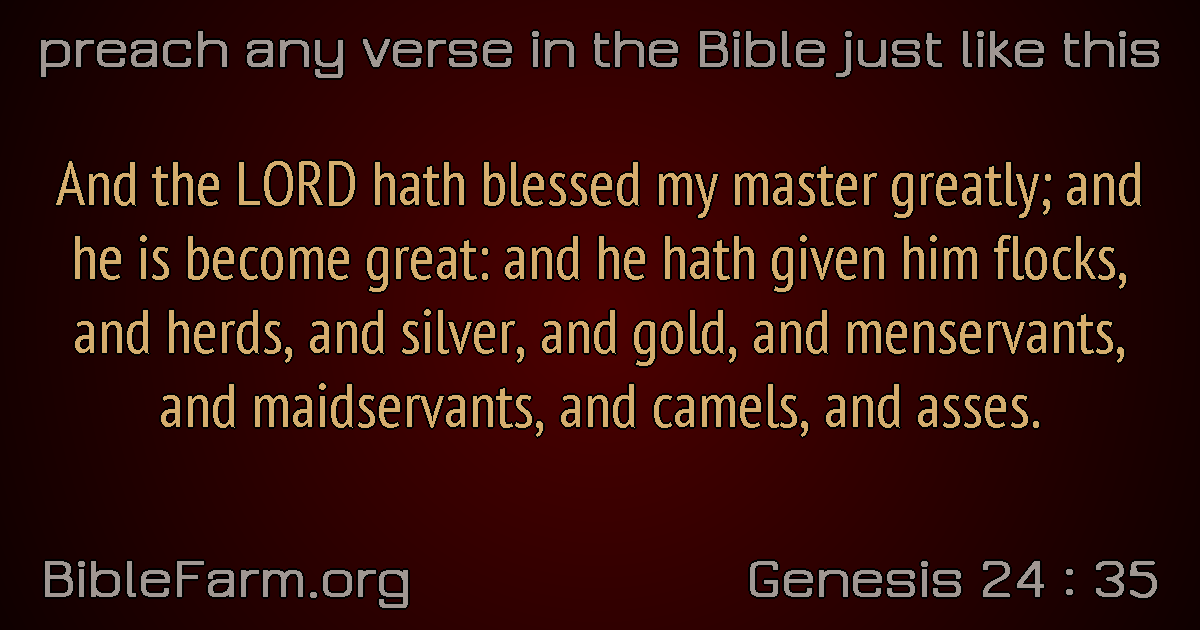 preach any verse in the Bible just like this
And the LORD hath blessed my master greatly; and
he is become great: and he hath given him flocks,
and herds, and silver, and gold, and menservants,
and maidservants, and camels, and asses.
BibleFarm.org
Genesis 24 : 35